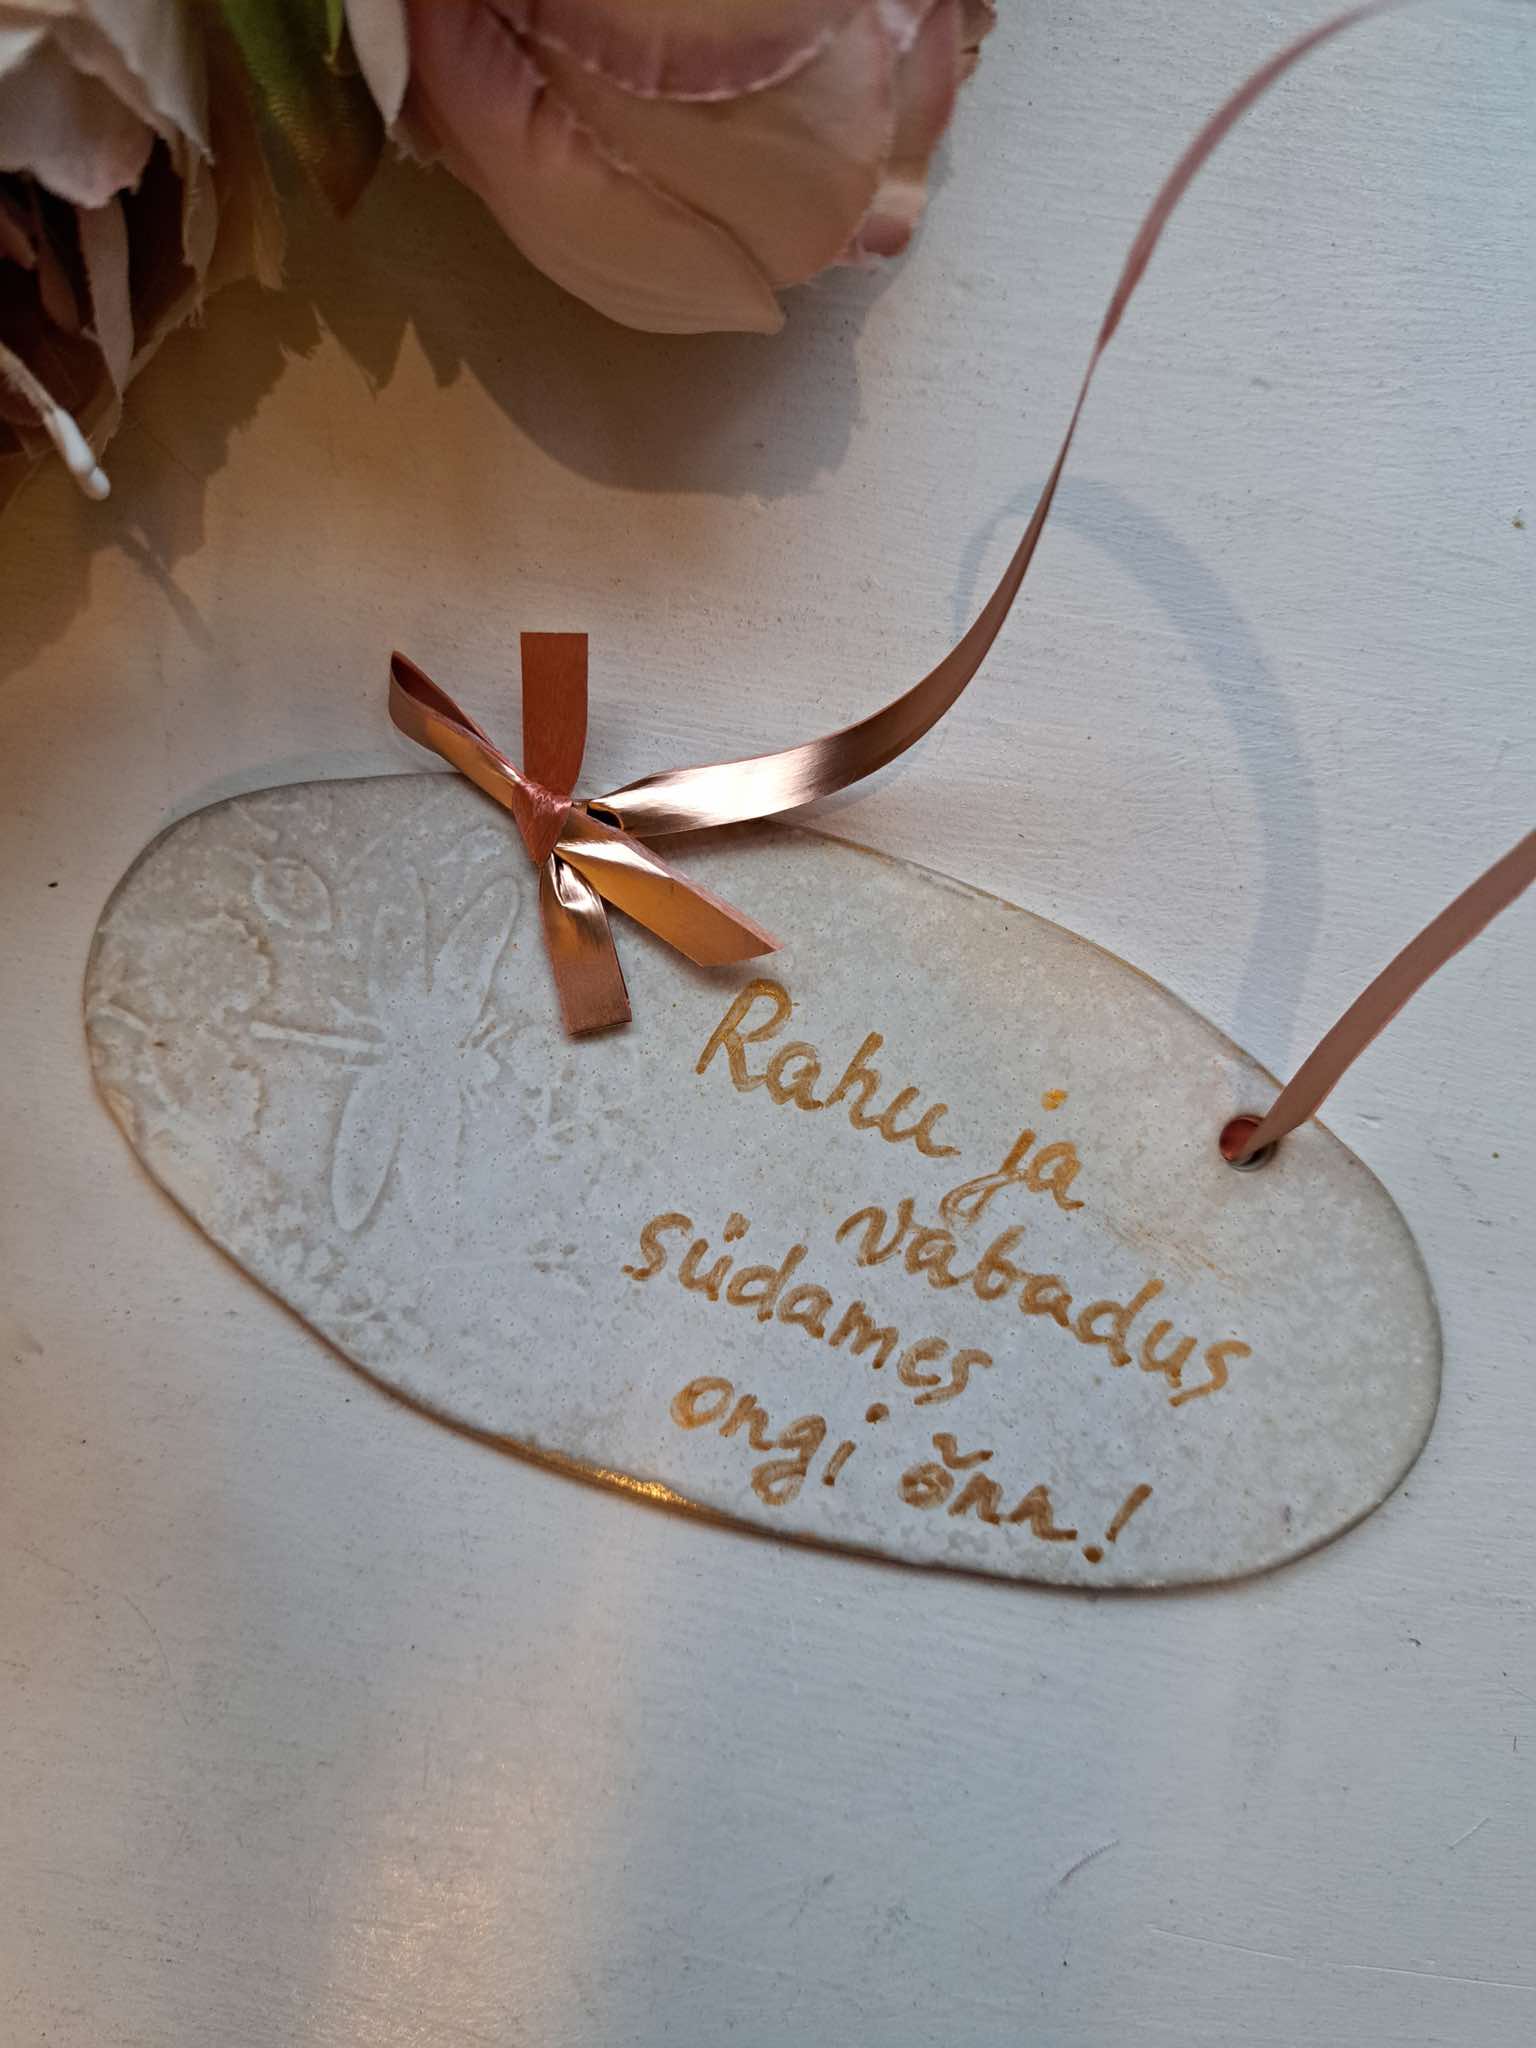 Rahu ja
vabadus
südames
ongi õnn!